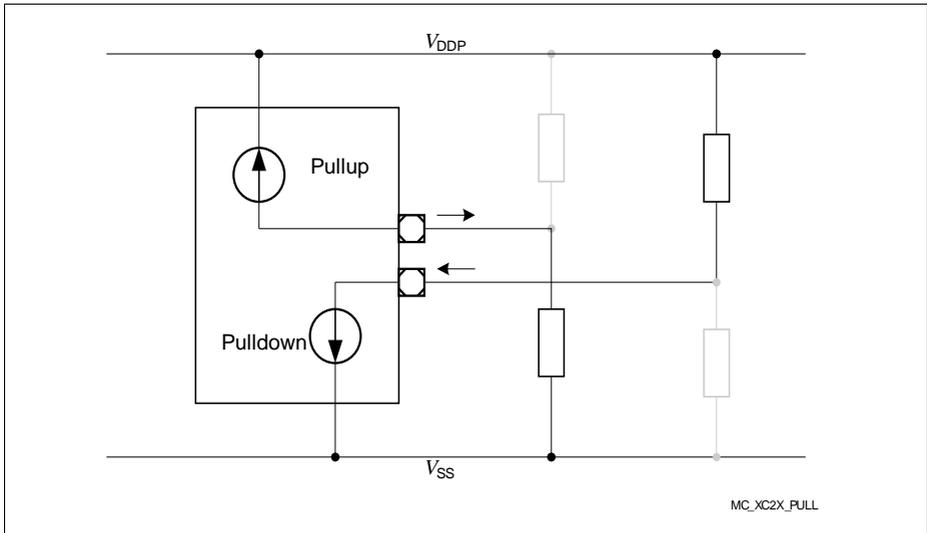 VDDP
Pullup
Pulldown
VSS
MC_XC2X_PULL